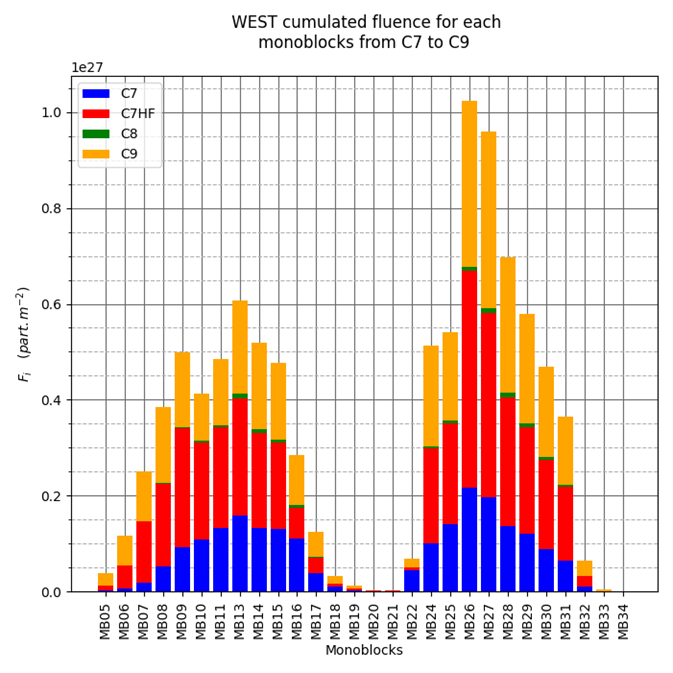 WEST cumulated fluence for each
monoblocks from C7 to C9
1e27
C7
C7HF
C8
C9
1.0
0.8
0.6
0.4
0.2
0.0
F_i (part.m⁻²)
MB05 MB06 MB07 MB08 MB09 MB10 MB11 MB13 MB14 MB15 MB16 MB17 MB18 MB19 MB20 MB21 MB22 MB24 MB25 MB26 MB27 MB28 MB29 MB30 MB31 MB32 MB33 MB34
Monoblocks